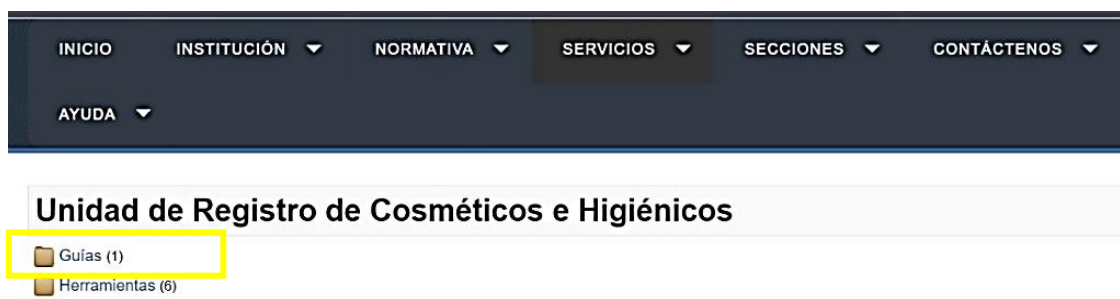 INICIO INSTITUCIÓN NORMATIVA SERVICIOS SECCIONES CONTÁCTENOS
AYUDA
Unidad de Registro de Cosméticos e Higiénicos
Guías (1)
Herramientas (6)